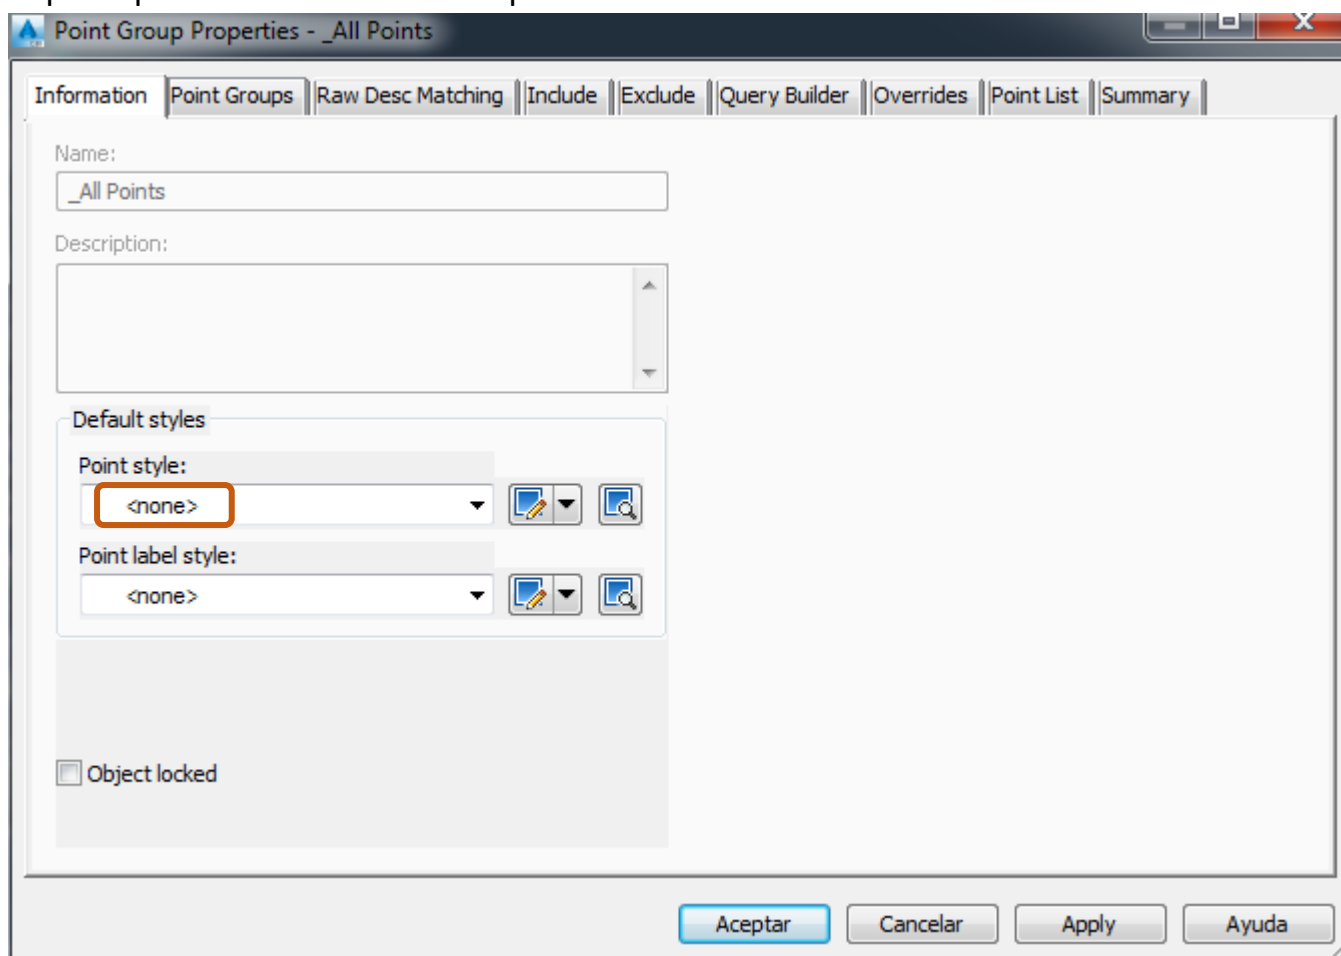 Point Group Properties - _All Points
Information Point Groups Raw Desc Matching Include Exclude Query Builder Overrides Point List Summary
Name:
_All Points
Description:
Default styles
Point style:
<none>
Point label style:
<none>
Object locked
Aceptar Cancelar Apply Ayuda